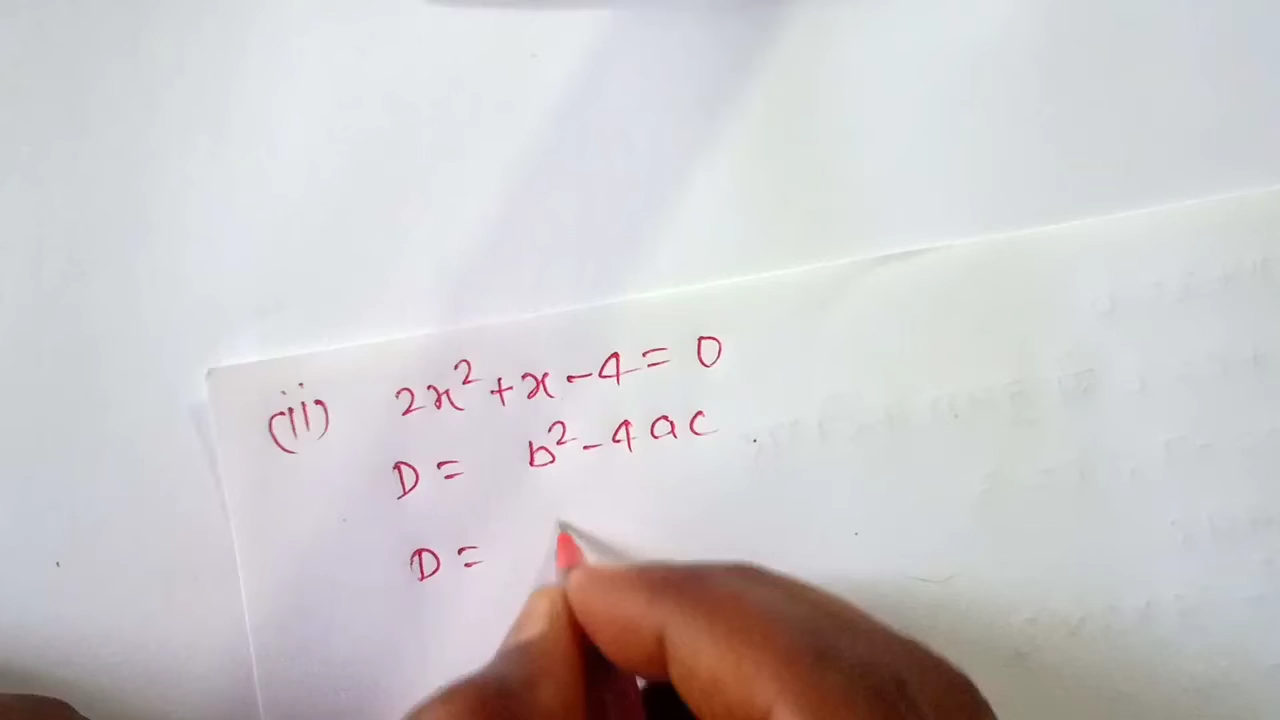 (ii) 2x² + x - 4 = 0
D = b² - 4ac
D =